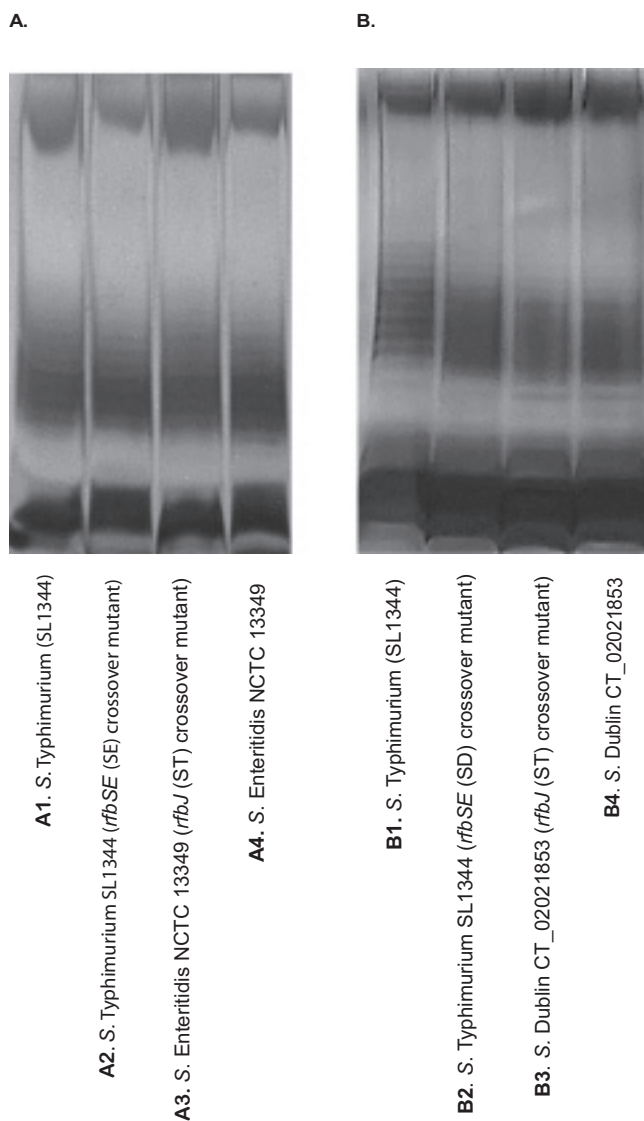 A.
B.
A1. S. Typhimurium (SL1344)
A2. S. Typhimurium SL1344 (rfbSE (SE) crossover mutant)
A3. S. Enteritidis NCTC 13349 (rfbJ (ST) crossover mutant)
A4. S. Enteritidis NCTC 13349
B1. S. Typhimurium (SL1344)
B2. S. Typhimurium SL1344 (rfbSE (SD) crossover mutant)
B3. S. Dublin CT_02021853 (rfbJ (ST) crossover mutant)
B4. S. Dublin CT_02021853